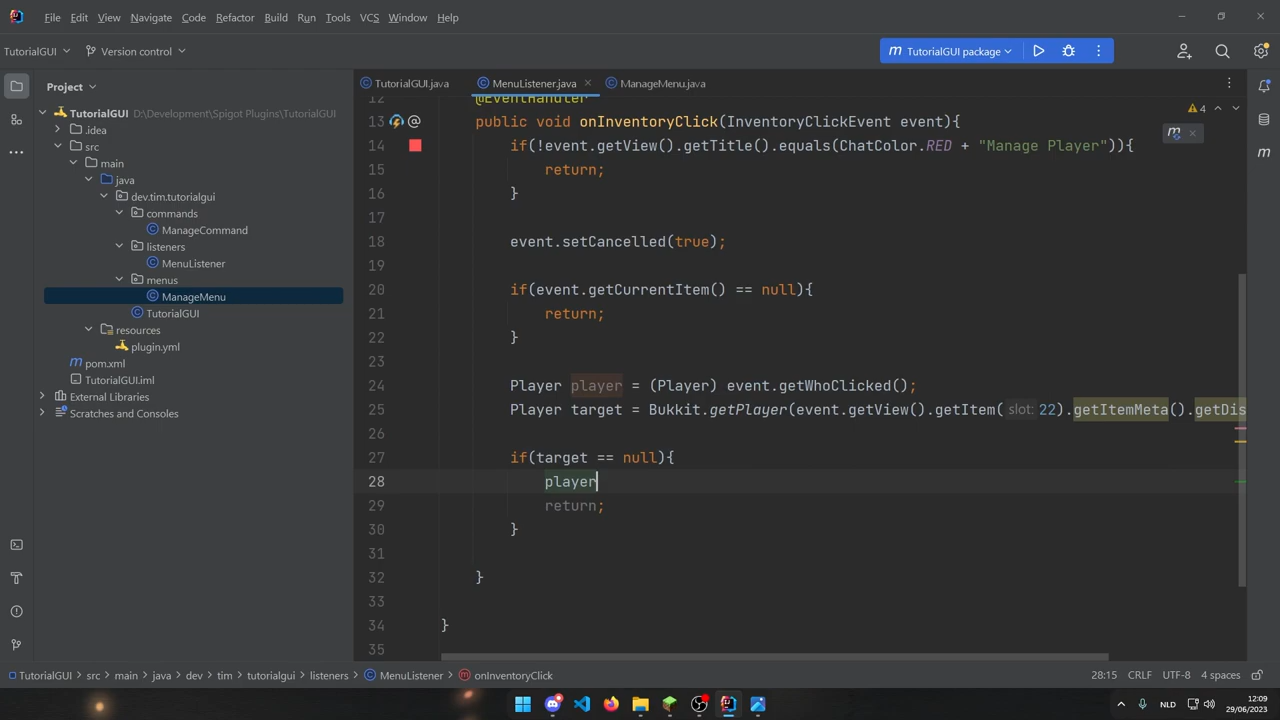 File Edit View Navigate Code Refactor Build Run Tools VCS Window Help
TutorialGUI Version control TutorialGUI package
Project
TutorialGUI D:\Development\Spigot Plugins\TutorialGUI
.idea
src
main
java
dev.tim.tutorialgui
commands
ManageCommand
listeners
MenuListener
menus
ManageMenu
TutorialGUI
resources
plugin.yml
pom.xml
TutorialGUI.iml
External Libraries
Scratches and Consoles
TutorialGUI.java MenuListener.java ManageMenu.java
4
12 @EventHandler
13 public void onInventoryClick(InventoryClickEvent event){
14 if(!event.getView().getTitle().equals(ChatColor.RED + "Manage Player")){
15 return;
16 }
17
18 event.setCancelled(true);
19
20 if(event.getCurrentItem() == null){
21 return;
22 }
23
24 Player player = (Player) event.getWhoClicked();
25 Player target = Bukkit.getPlayer(event.getView().getItem( slot: 22).getItemMeta().getDis
26
27 if(target == null){
28 player
29 return;
30 }
31
32 }
33
34 }
35
TutorialGUI src main java dev tim tutorialgui listeners MenuListener onInventoryClick 28:15 CRLF UTF-8 4 spaces
NLD 12:09
29/06/2023